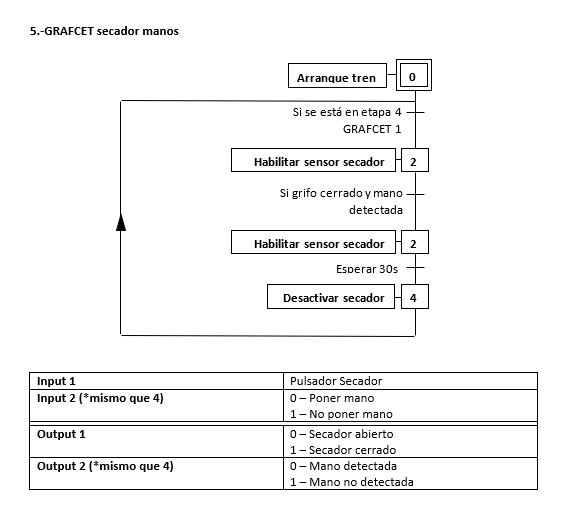 5.-GRAFCET secador manos
Arranque tren 0
Si se está en etapa 4
GRAFCET 1
Habilitar sensor secador 2
Si grifo cerrado y mano
detectada
Habilitar sensor secador 2
Esperar 30s
Desactivar secador 4
Input 1 Pulsador Secador
Input 2 (*mismo que 4) 0 – Poner mano
1 – No poner mano
Output 1 0 – Secador abierto
1 – Secador cerrado
Output 2 (*mismo que 4) 0 – Mano detectada
1 – Mano no detectada